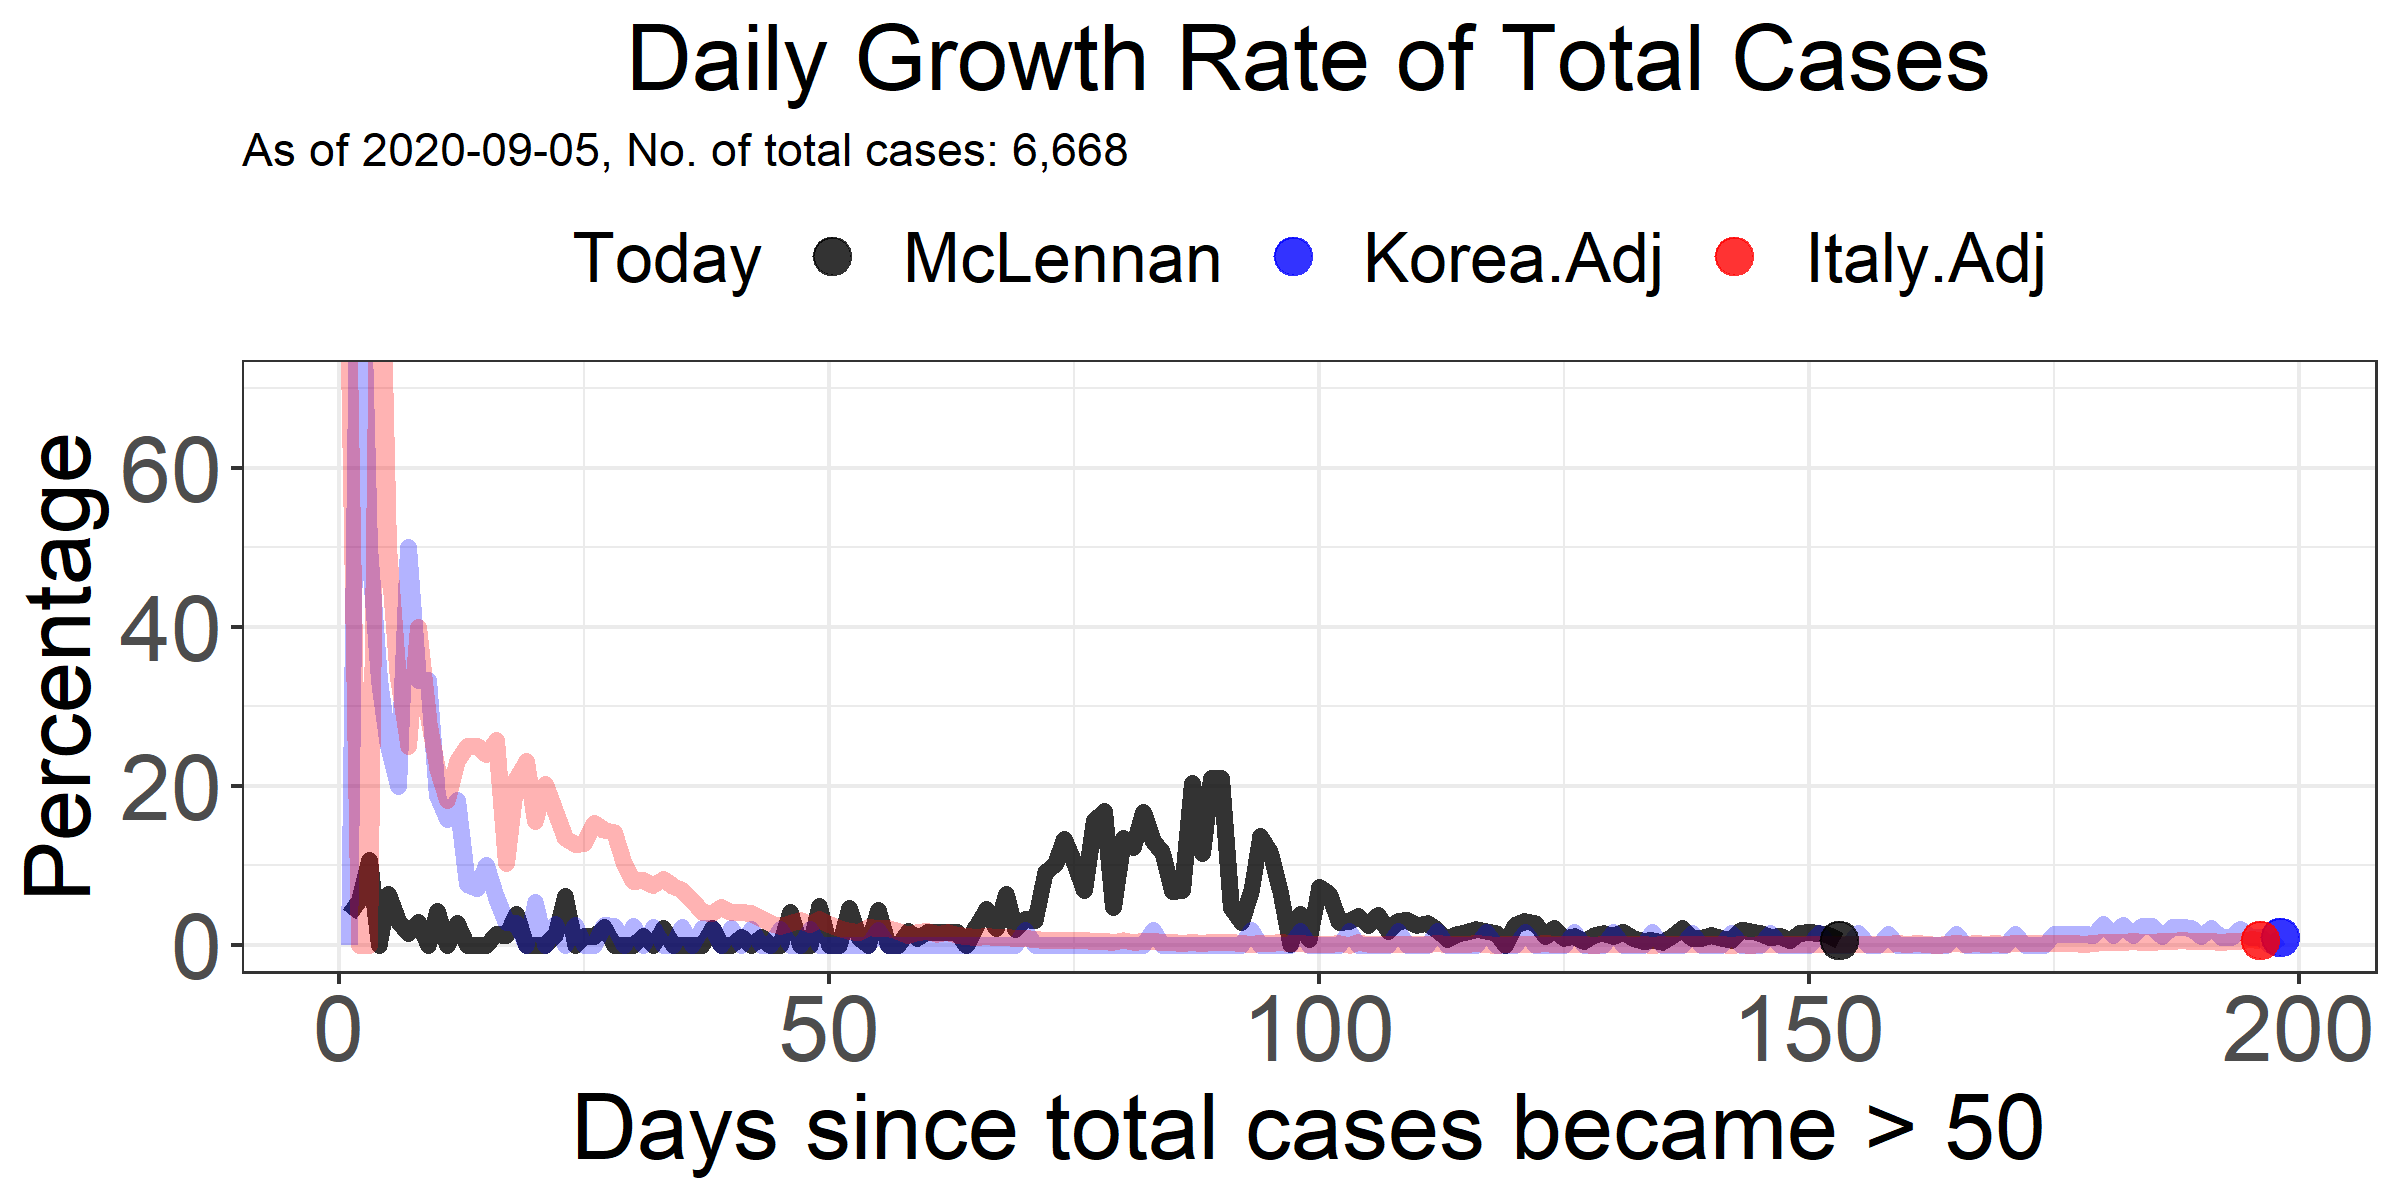 Daily Growth Rate of Total Cases
As of 2020-09-05, No. of total cases: 6,668
Today McLennan Korea.Adj Italy.Adj
Percentage
60
40
20
0
0 50 100 150 200
Days since total cases became > 50